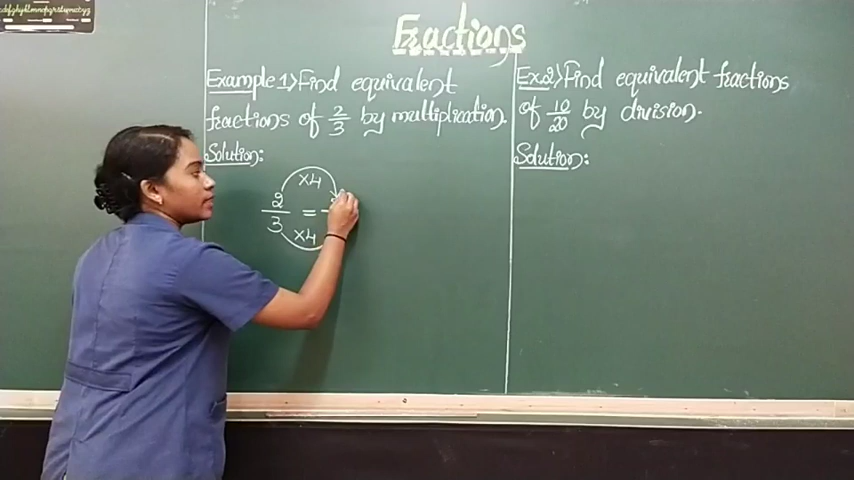 Fractions
Example 1) Find equivalent
fractions of 2/3 by multiplication.
Solution:
×4
2/3 =
×4
Ex.2) Find equivalent fractions
of 10/20 by division.
Solution: